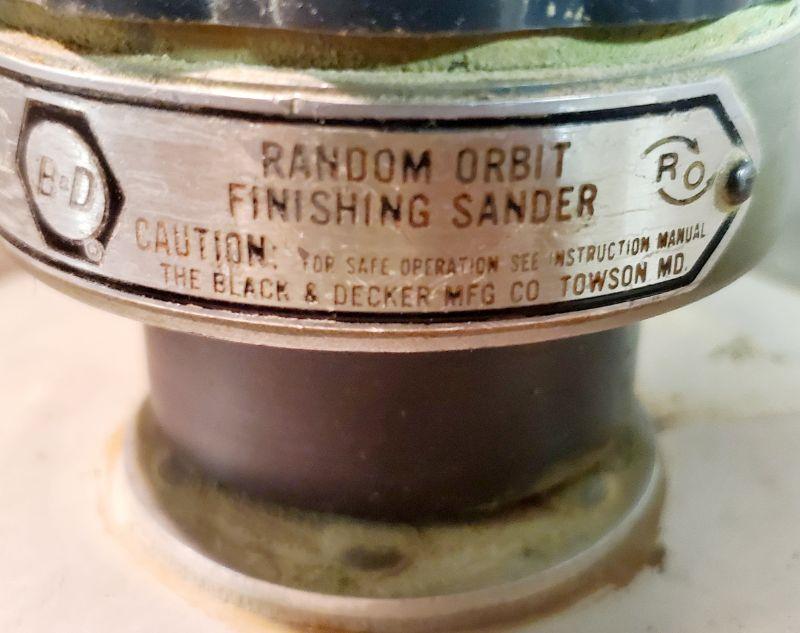 B&D
RANDOM ORBIT
FINISHING SANDER
RO
CAUTION: FOR SAFE OPERATION SEE INSTRUCTION MANUAL
THE BLACK & DECKER MFG CO TOWSON MD.